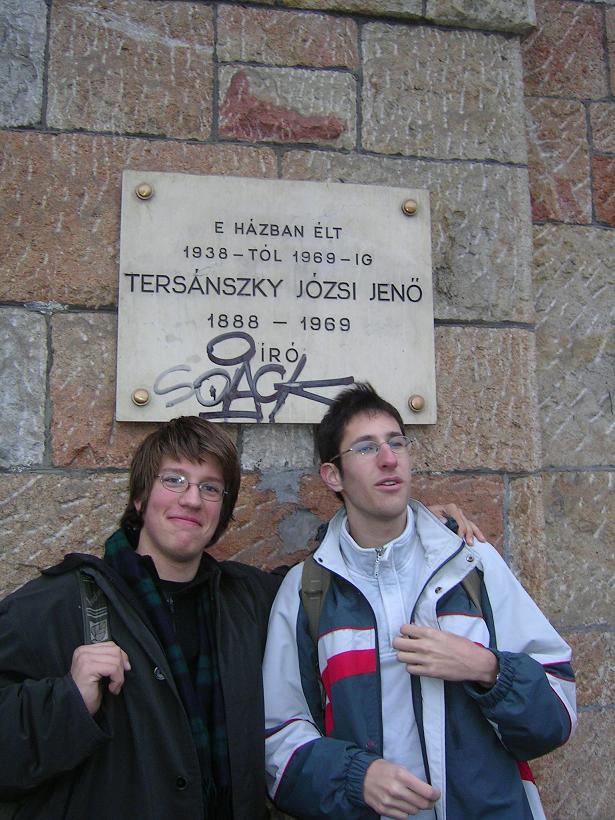 E HÁZBAN ÉLT
1938-TÓL 1969-IG
TERSÁNSZKY JÓZSI JENŐ
1888 - 1969
ÍRÓ